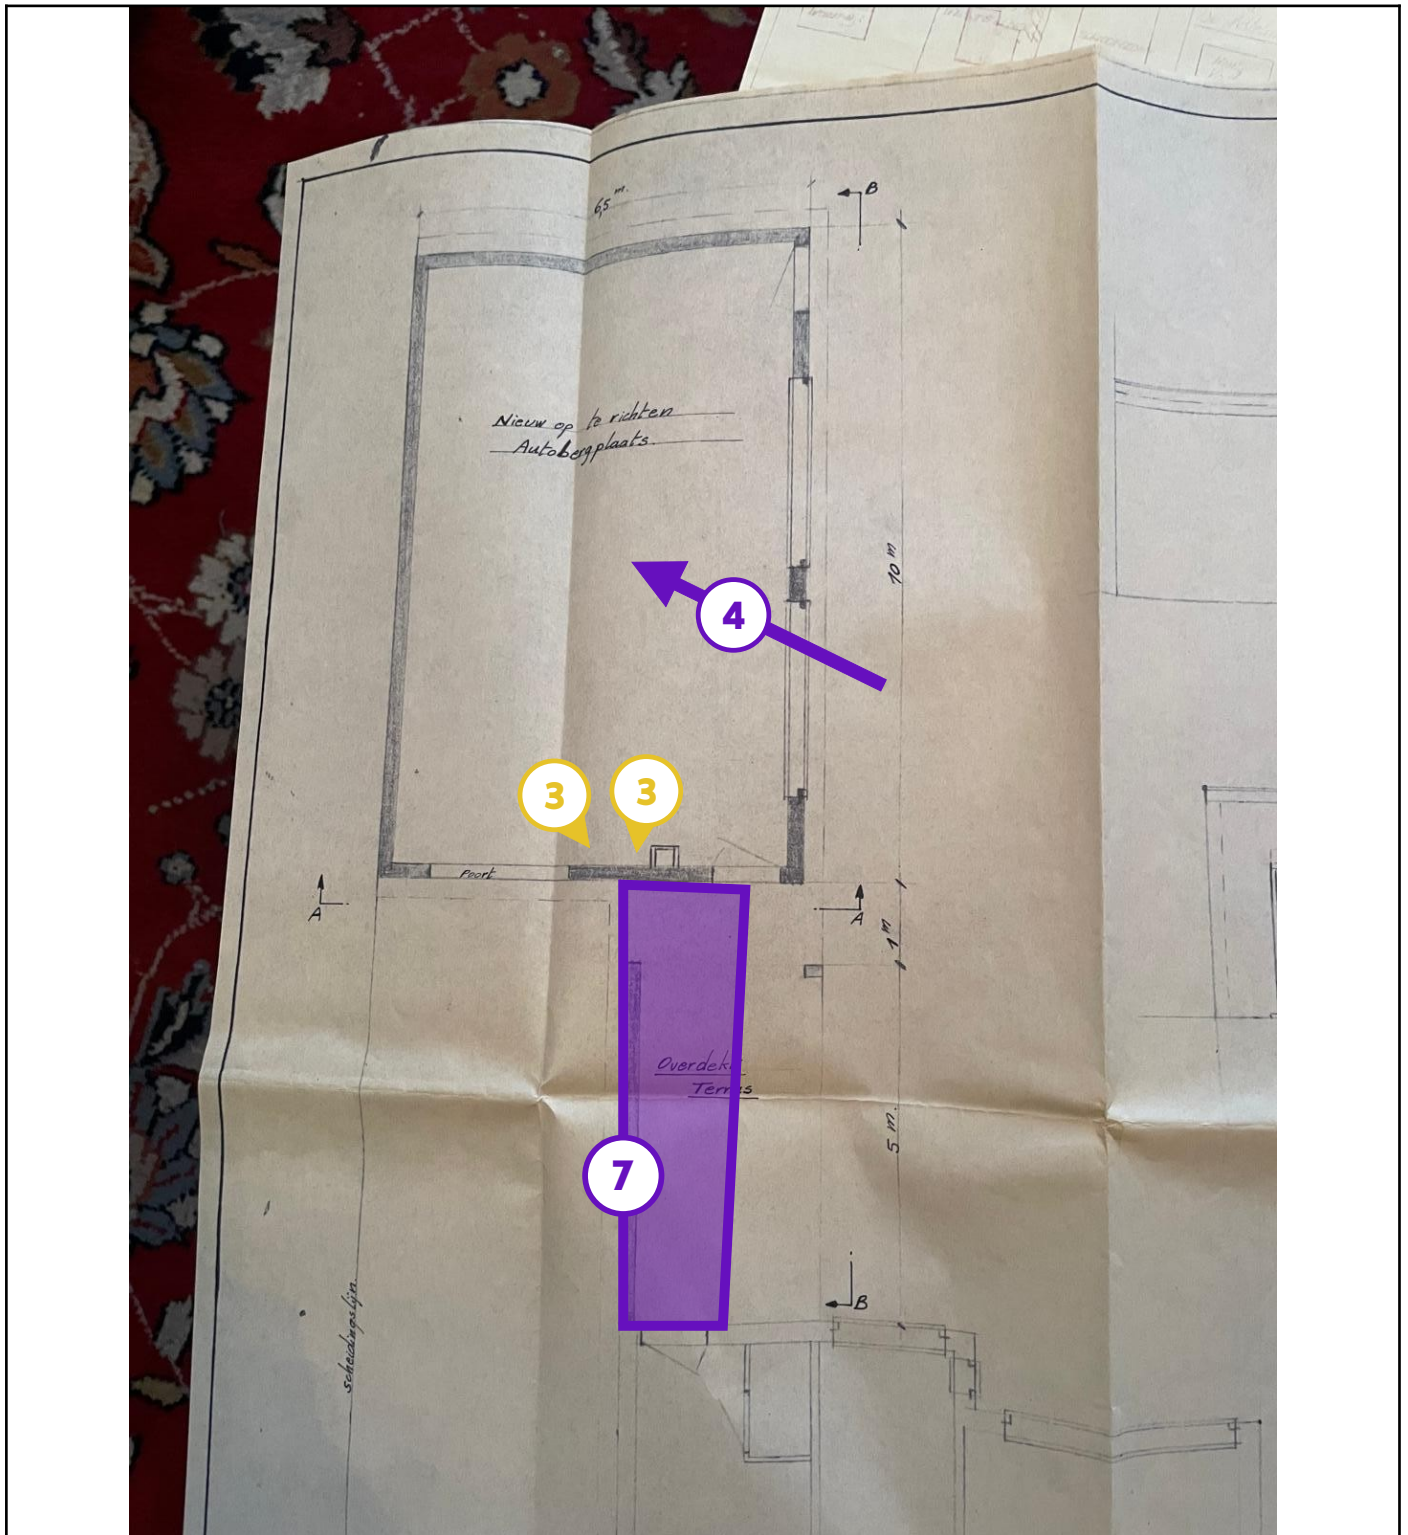 6,5 m.
B
Nieuw op te richten
Autobergplaats.
10 m
4
3
3
Poort
A
A
1 m
Overdekt
Terras
5 m.
7
B
scheidingslijn